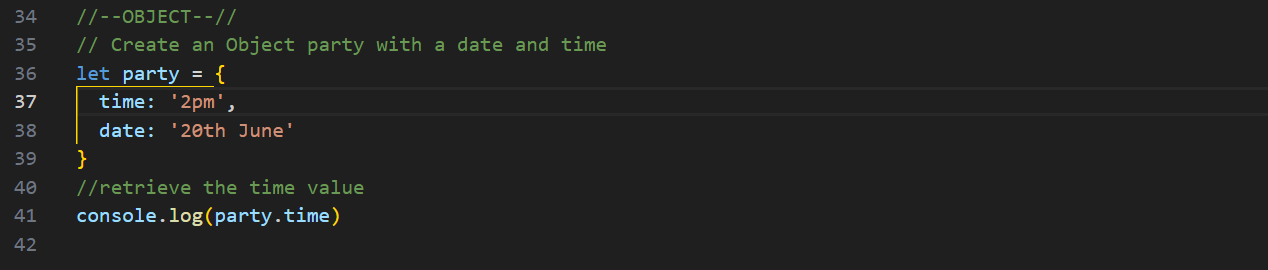 34 //--OBJECT--//
35 // Create an Object party with a date and time
36 let party = {
37   time: '2pm',
38   date: '20th June'
39 }
40 //retrieve the time value
41 console.log(party.time)
42